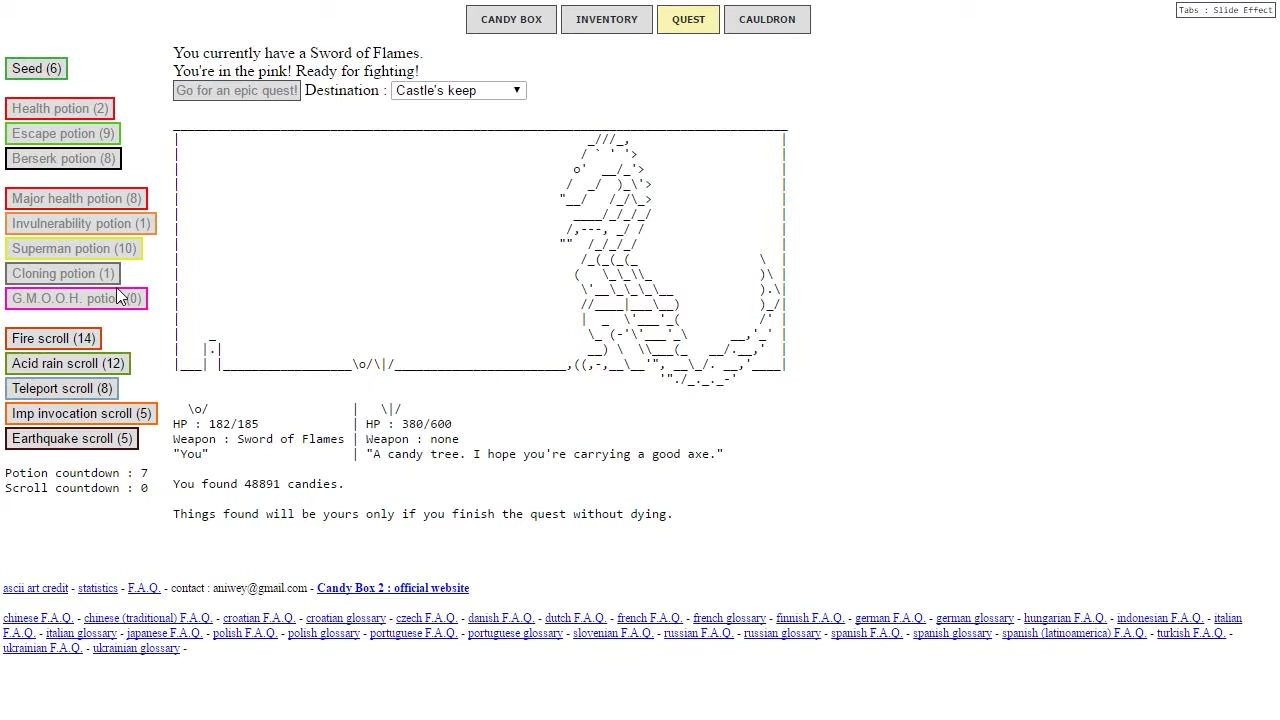 CANDY BOX INVENTORY QUEST CAULDRON
Tabs : Slide Effect
You currently have a Sword of Flames.
You're in the pink! Ready for fighting!
Go for an epic quest! Destination : Castle's keep
Seed (6)
Health potion (2)
Escape potion (9)
Berserk potion (8)
Major health potion (8)
Invulnerability potion (1)
Superman potion (10)
Cloning potion (1)
G.M.O.O.H. (0)
Fire scroll (14)
Acid rain scroll (12)
Teleport scroll (8)
Imp invocation scroll (5)
Earthquake scroll (5)
Potion countdown : 7
Scroll countdown : 0
\o/ | \|/
HP : 182/185 | HP : 380/600
Weapon : Sword of Flames | Weapon : none
"You" | "A candy tree. I hope you're carrying a good axe."
You found 48891 candies.
Things found will be yours only if you finish the quest without dying.
ascii art credit - statistics - F.A.Q. - contact : aniwey@gmail.com - Candy Box 2 : official website
chinese F.A.Q. - chinese (traditional) F.A.Q. - croatian F.A.Q. - croatian glossary - czech F.A.Q. - danish F.A.Q. - dutch F.A.Q. - french F.A.Q. - french glossary - finnish F.A.Q. - german F.A.Q. - german glossary - hungarian F.A.Q. - indonesian F.A.Q. - italian
F.A.Q. - italian glossary - japanese F.A.Q. - polish F.A.Q. - polish glossary - portuguese F.A.Q. - portuguese glossary - slovenian F.A.Q. - russian F.A.Q. - russian glossary - spanish F.A.Q. - spanish glossary - spanish (latinoamerica) F.A.Q. - turkish F.A.Q. -
ukrainian F.A.Q. - ukrainian glossary -